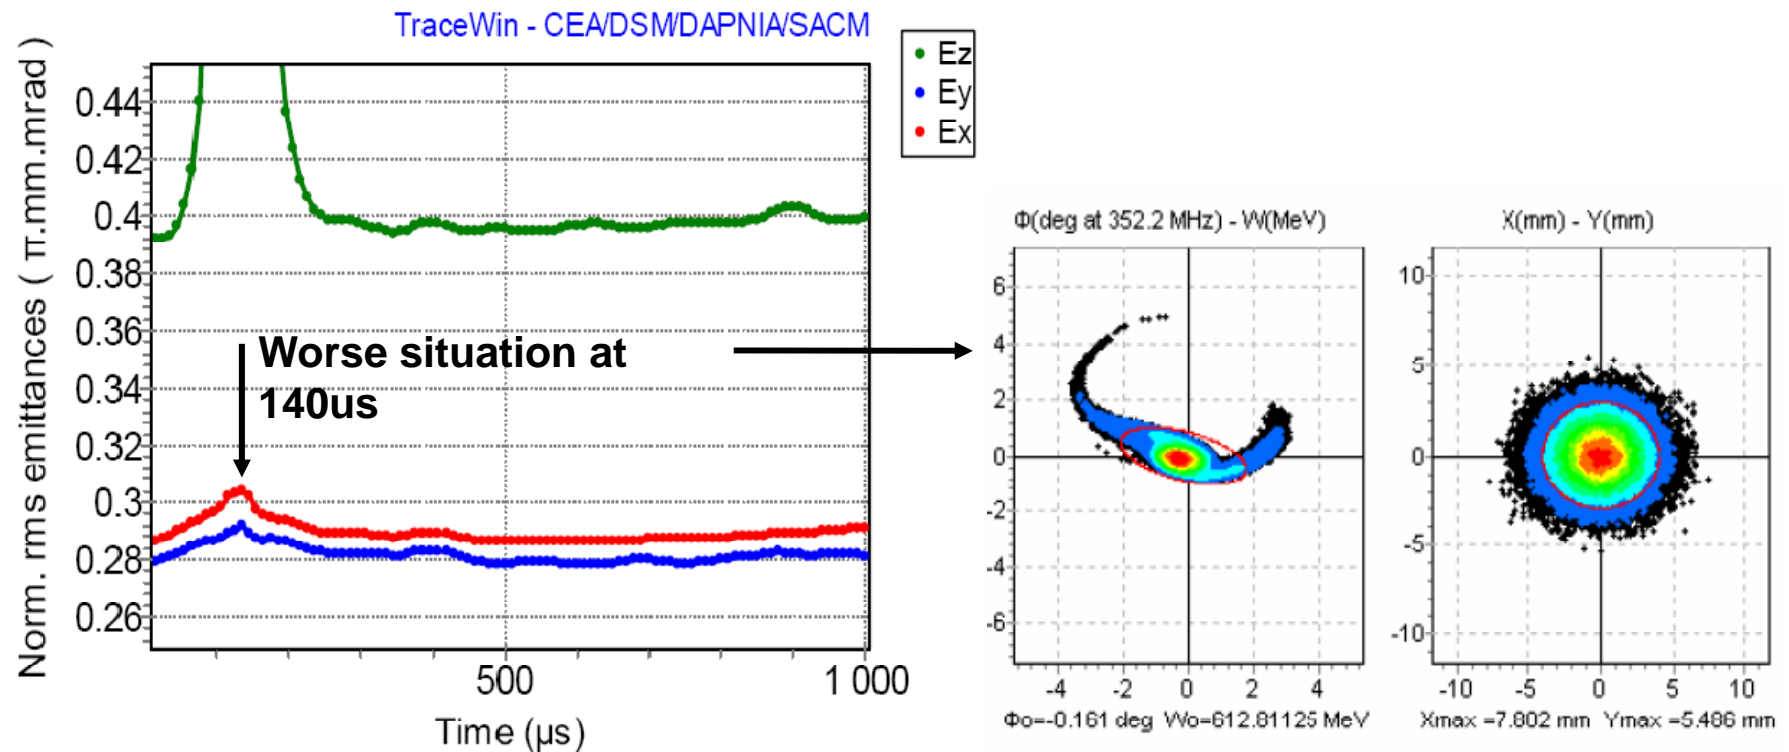 TraceWin - CEA/DSM/DAPNIA/SACM
Norm. rms emittances ( π.mm.mrad )
0.44
0.42
0.4
0.38
0.36
0.34
0.32
0.3
0.28
0.26
500
1 000
Time (µs)
Ez
Ey
Ex
Worse situation at
140us
Φ(deg at 352.2 MHz) - W(MeV)
6
4
2
0
-2
-4
-6
-4
-2
0
2
4
Φo=-0.161 deg Wo=612.81125 MeV
X(mm) - Y(mm)
10
5
0
-5
-10
-10
-5
0
5
10
Xmax =7.802 mm Ymax =5.486 mm